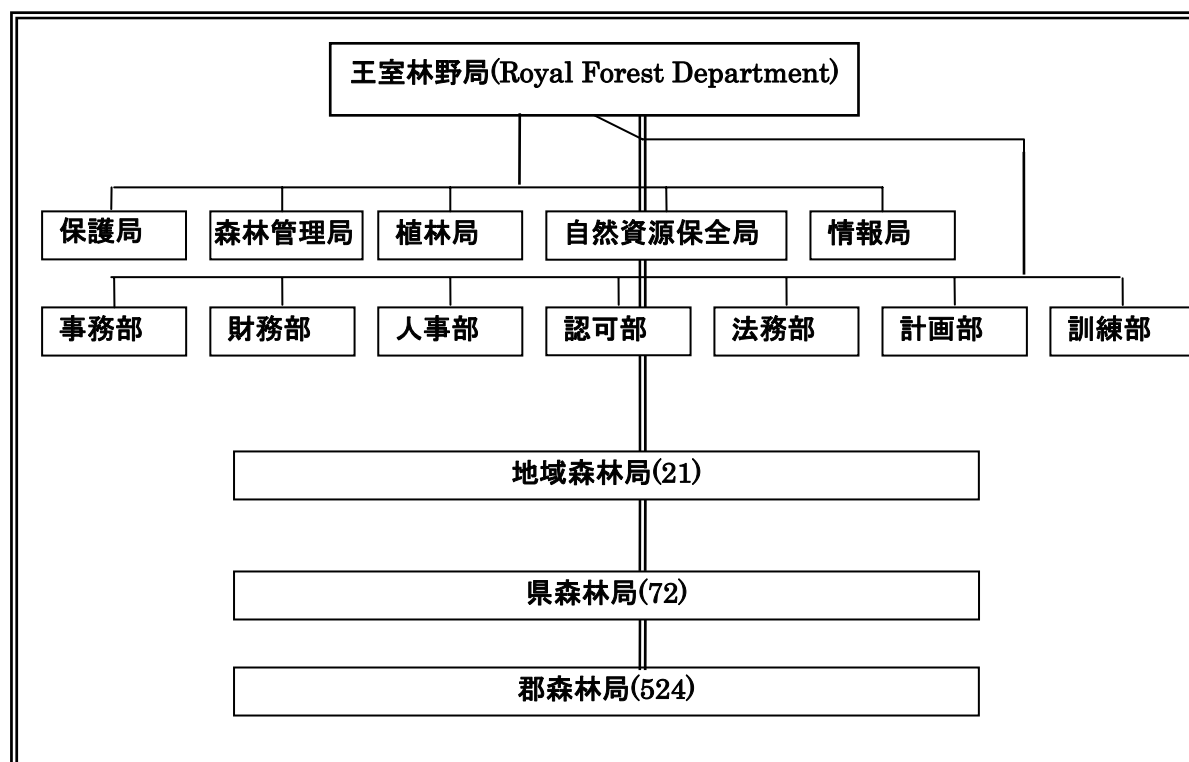 王室林野局(Royal Forest Department)
保護局 森林管理局 植林局 自然資源保全局 情報局
事務部 財務部 人事部 認可部 法務部 計画部 訓練部
地域森林局(21)
県森林局(72)
郡森林局(524)